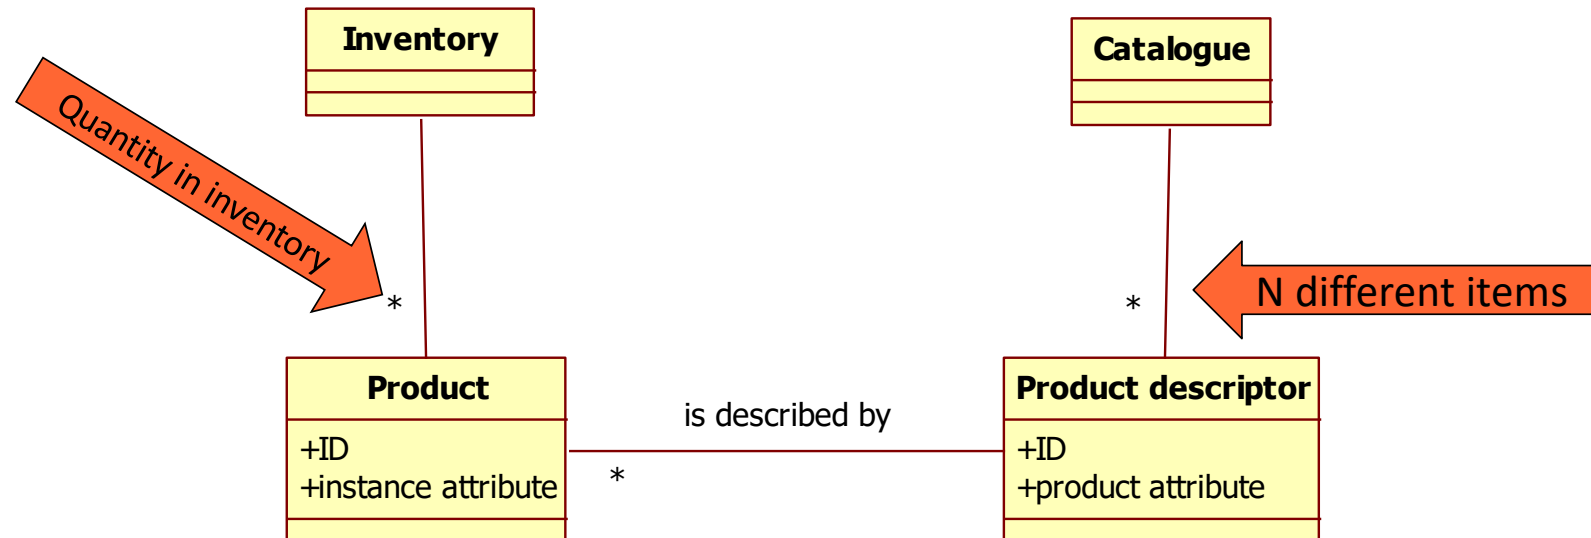 Inventory
Catalogue
Quantity in inventory
*
*
N different items
Product
Product descriptor
is described by
+ID
+instance attribute
*
+ID
+product attribute